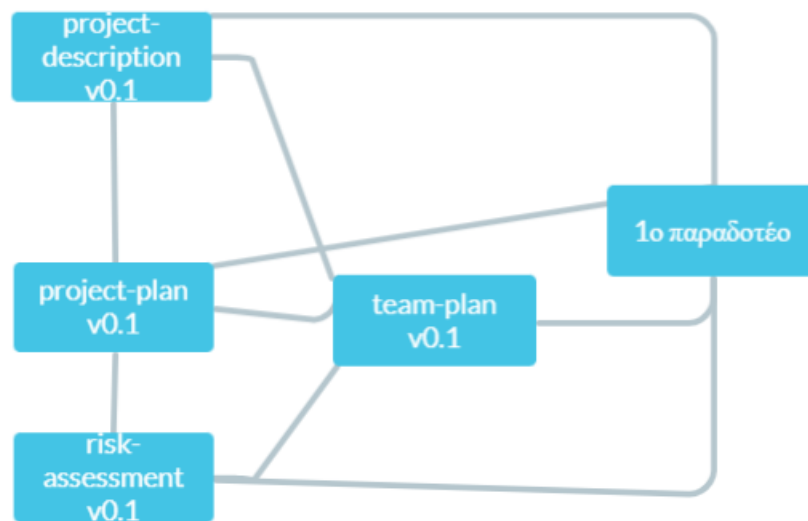 project-
description
v0.1
1ο παραδοτέο
project-plan
v0.1
team-plan
v0.1
risk-
assessment
v0.1